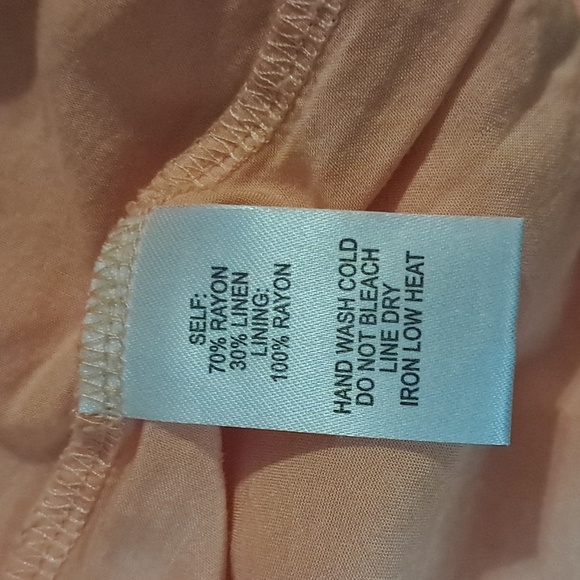 SELF:
70% RAYON
30% LINEN
LINING:
100% RAYON
HAND WASH COLD
DO NOT BLEACH
LINE DRY
IRON LOW HEAT